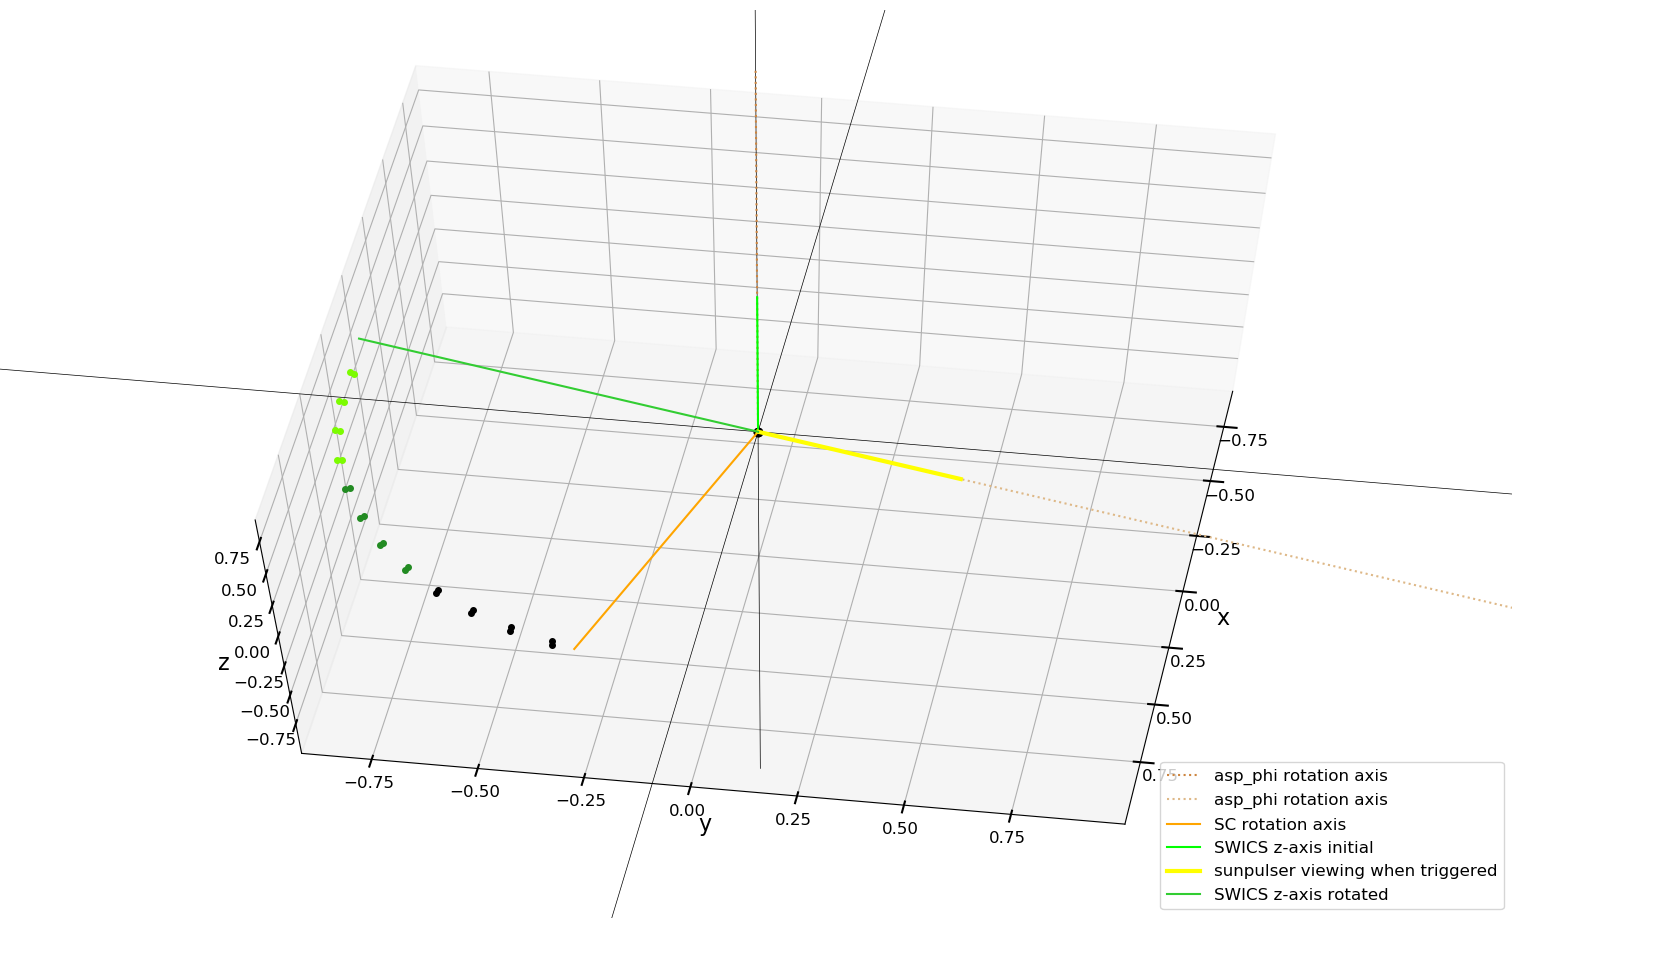 −0.75
−0.50
−0.25
0.00
x
0.25
0.50
0.75
0.75
0.50
0.25
0.00
z
−0.25
−0.50
−0.75
−0.75
−0.50
−0.25
0.00
y
0.25
0.50
0.75
asp_phi rotation axis
asp_phi rotation axis
SC rotation axis
SWICS z-axis initial
sunpulser viewing when triggered
SWICS z-axis rotated